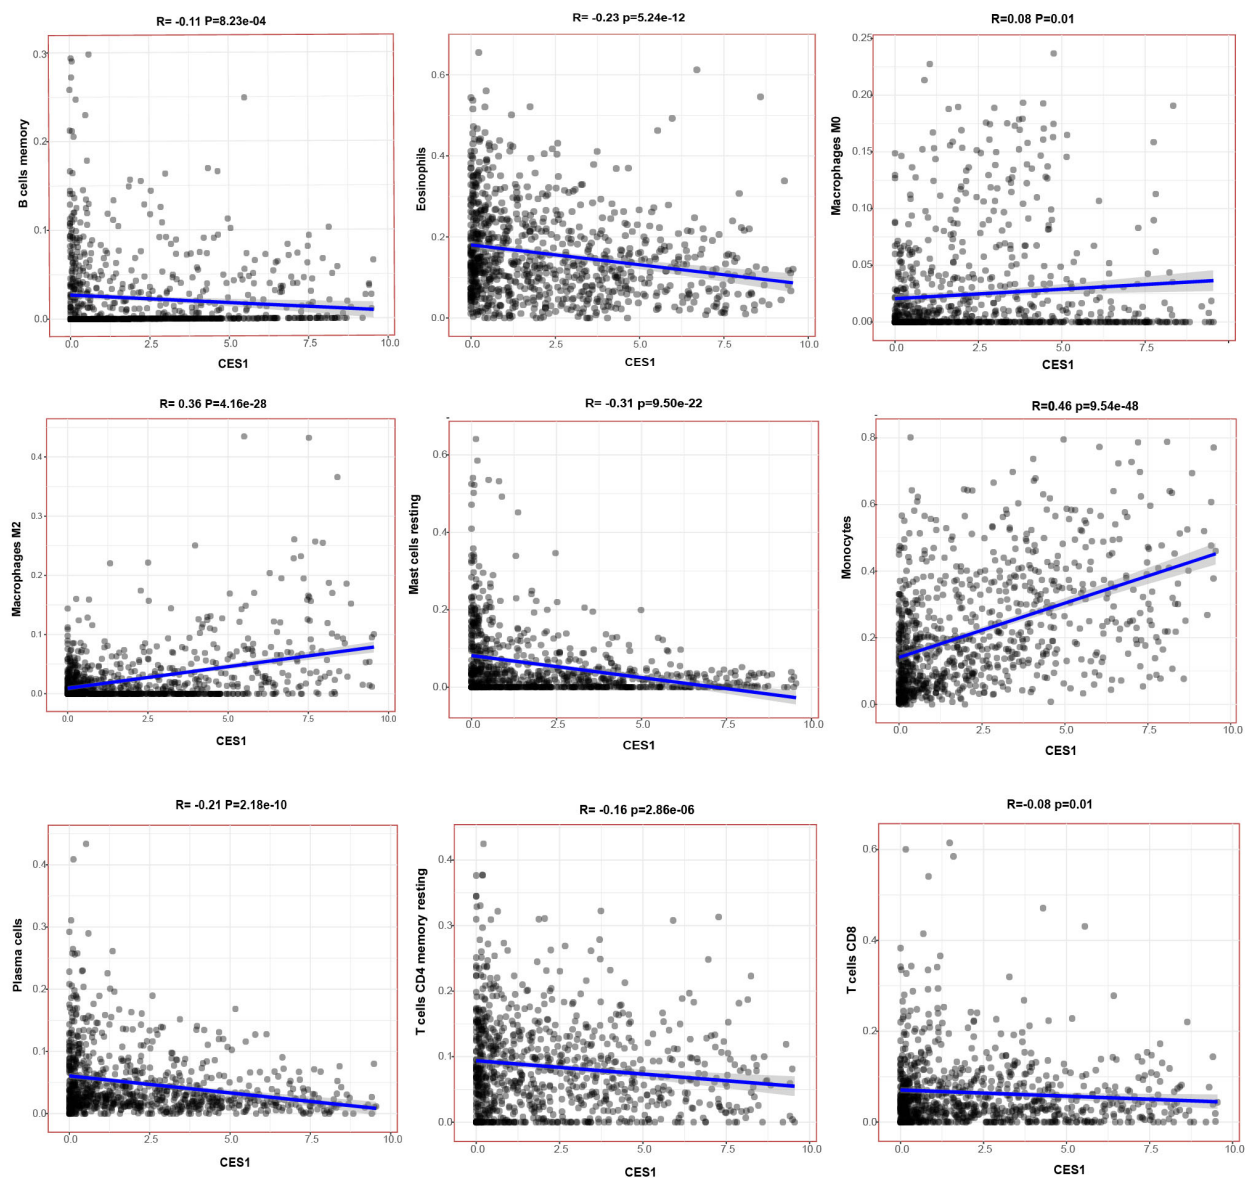 R= -0.11 P=8.23e-04
B cells memory
0.3
0.2
0.1
0.0
0.0 2.5 5.0 7.5 10.0
CES1
R= -0.23 p=5.24e-12
Eosinophils
0.6
0.4
0.2
0.0
0.0 2.5 5.0 7.5 10.0
CES1
R=0.08 P=0.01
Macrophages M0
0.25
0.20
0.15
0.10
0.05
0.00
0.0 2.5 5.0 7.5
CES1
R= 0.36 P=4.16e-28
Macrophages M2
0.4
0.3
0.2
0.1
0.0
0.0 2.5 5.0 7.5 10.0
CES1
R= -0.31 p=9.50e-22
Mast cells resting
0.6
0.4
0.2
0.0
0.0 2.5 5.0 7.5 10.0
CES1
R=0.46 p=9.54e-48
Monocytes
0.8
0.6
0.4
0.2
0.0
0.0 2.5 5.0 7.5 10.0
CES1
R= -0.21 P=2.18e-10
Plasma cells
0.4
0.3
0.2
0.1
0.0
0.0 2.5 5.0 7.5 10.0
CES1
R= -0.16 p=2.86e-06
T cells CD4 memory resting
0.4
0.3
0.2
0.1
0.0
0.0 2.5 5.0 7.5 10.0
CES1
R=-0.08 p=0.01
T cells CD8
0.6
0.4
0.2
0.0
0.0 2.5 5.0 7.5 10.0
CES1